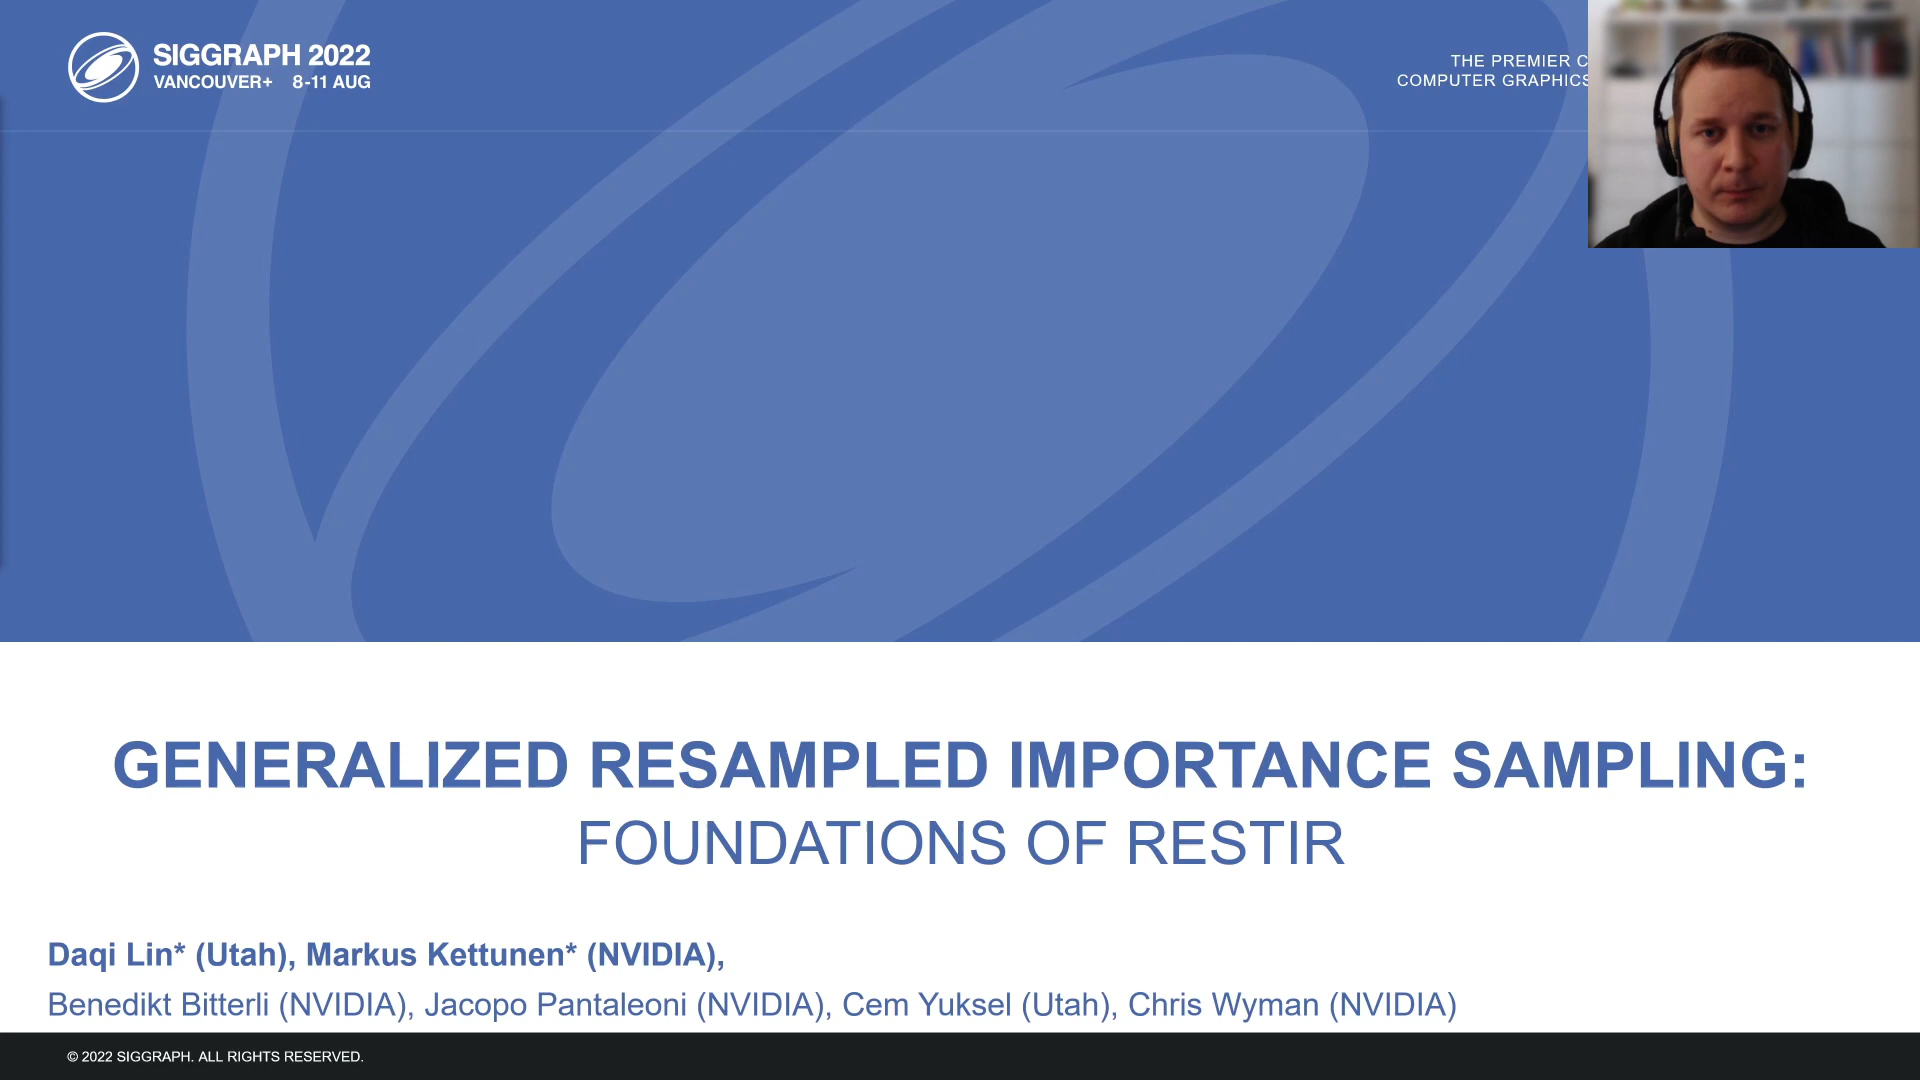 SIGGRAPH 2022
VANCOUVER+ 8-11 AUG
THE PREMIER C
COMPUTER GRAPHICS
GENERALIZED RESAMPLED IMPORTANCE SAMPLING:
FOUNDATIONS OF RESTIR
Daqi Lin* (Utah), Markus Kettunen* (NVIDIA),
Benedikt Bitterli (NVIDIA), Jacopo Pantaleoni (NVIDIA), Cem Yuksel (Utah), Chris Wyman (NVIDIA)
© 2022 SIGGRAPH. ALL RIGHTS RESERVED.